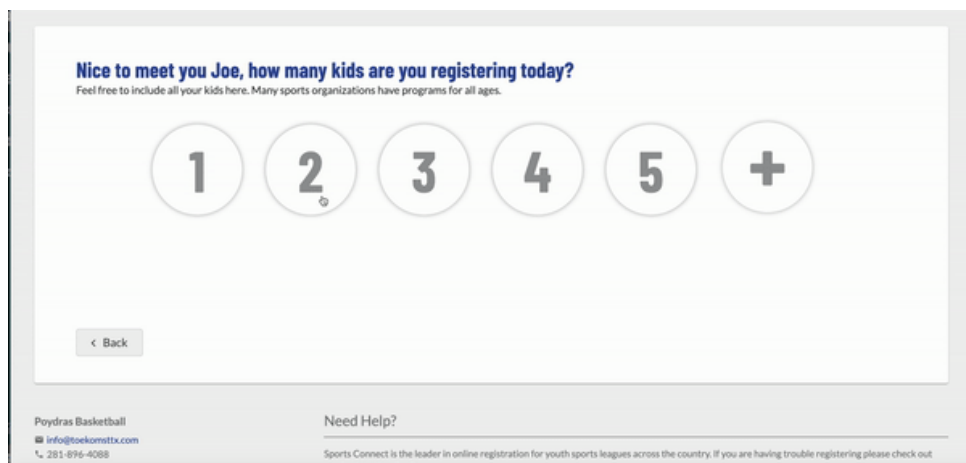 Nice to meet you Joe, how many kids are you registering today?
Feel free to include all your kids here. Many sports organizations have programs for all ages.
1 2 3 4 5 +
< Back
Poydras Basketball
info@toekomsttx.com
281-896-4088
Need Help?
Sports Connect is the leader in online registration for youth sports leagues across the country. If you are having trouble registering please check out